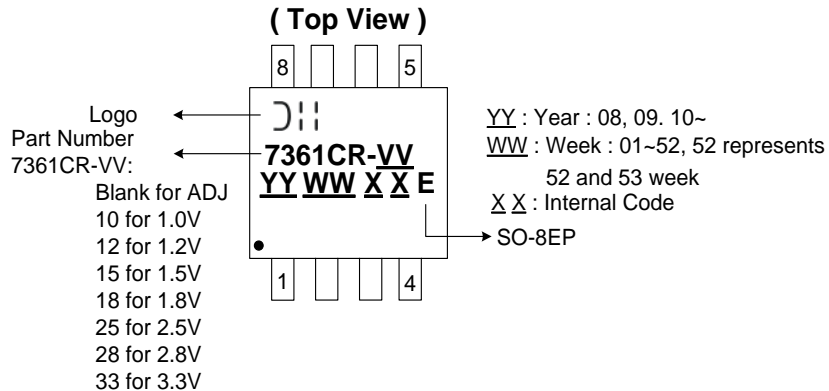 ( Top View )
8 5
Logo
Part Number
7361CR-VV:
Blank for ADJ
10 for 1.0V
12 for 1.2V
15 for 1.5V
18 for 1.8V
25 for 2.5V
28 for 2.8V
33 for 3.3V
7361CR-VV
YY WW X X E
1 4
YY : Year : 08, 09. 10~
WW : Week : 01~52, 52 represents
52 and 53 week
X X : Internal Code
SO-8EP